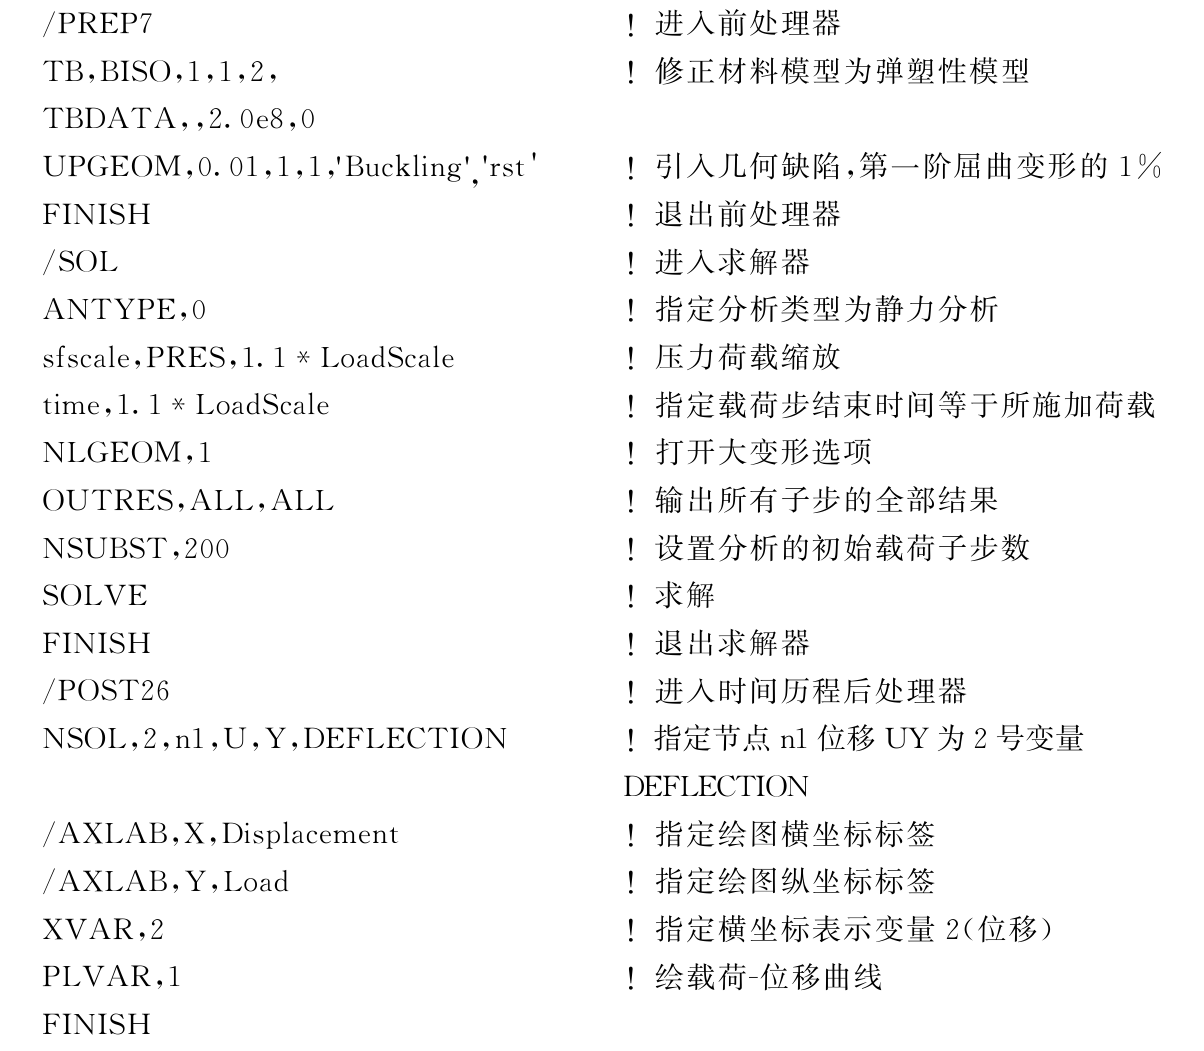 /PREP7 ! 进入前处理器
TB,BISO,1,1,2, ! 修正材料模型为弹塑性模型
TBDATA,,2.0e8,0
UPGEOM,0.01,1,1,'Buckling','rst' ! 引入几何缺陷,第一阶屈曲变形的 1%
FINISH ! 退出前处理器
/SOL ! 进入求解器
ANTYPE,0 ! 指定分析类型为静力分析
sfscale,PRES,1.1 * LoadScale ! 压力荷载缩放
time,1.1 * LoadScale ! 指定载荷步结束时间等于所施加荷载
NLGEOM,1 ! 打开大变形选项
OUTRES,ALL,ALL ! 输出所有子步的全部结果
NSUBST,200 ! 设置分析的初始载荷子步数
SOLVE ! 求解
FINISH ! 退出求解器
/POST26 ! 进入时间历程后处理器
NSOL,2,n1,U,Y,DEFLECTION ! 指定节点 n1 位移 UY 为 2 号变量
DEFLECTION
/AXLAB,X,Displacement ! 指定绘图横坐标标签
/AXLAB,Y,Load ! 指定绘图纵坐标标签
XVAR,2 ! 指定横坐标表示变量 2(位移)
PLVAR,1 ! 绘载荷-位移曲线
FINISH